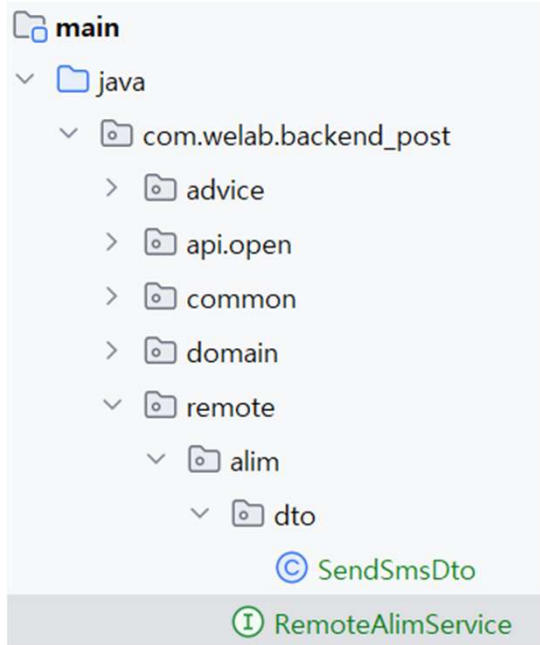 main
java
com.welab.backend_post
advice
api.open
common
domain
remote
alim
dto
SendSmsDto
RemoteAlimService